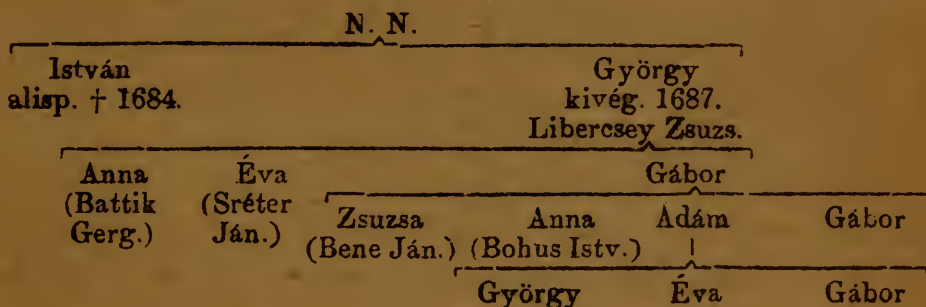 N. N.
István György
alisp. † 1684. kivég. 1687.
Libercsey Zsuzs.
Anna Éva Gábor
(Battik (Sréter Zsuzsa Anna Adám Gábor
Gerg.) Ján.) (Bene Ján.) (Bohus Istv.)
György Éva Gábor